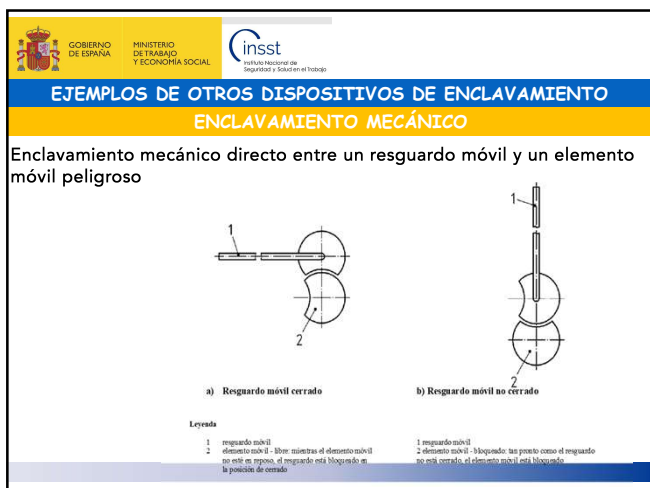 GOBIERNO
DE ESPAÑA
MINISTERIO
DE TRABAJO
Y ECONOMÍA SOCIAL
insst
Instituto Nacional de
Seguridad y Salud en el Trabajo
EJEMPLOS DE OTROS DISPOSITIVOS DE ENCLAVAMIENTO
ENCLAVAMIENTO MECÁNICO
Enclavamiento mecánico directo entre un resguardo móvil y un elemento
móvil peligroso
1
2
1
2
a) Resguardo móvil cerrado
b) Resguardo móvil no cerrado
Leyenda
1 resguardo móvil
2 elemento móvil - libre: mientras el elemento móvil
no esté en reposo, el resguardo está bloqueado en
la posición de cerrado
1 resguardo móvil
2 elemento móvil - bloqueado: tan pronto como el resguardo
no está cerrado, el elemento móvil está bloqueado